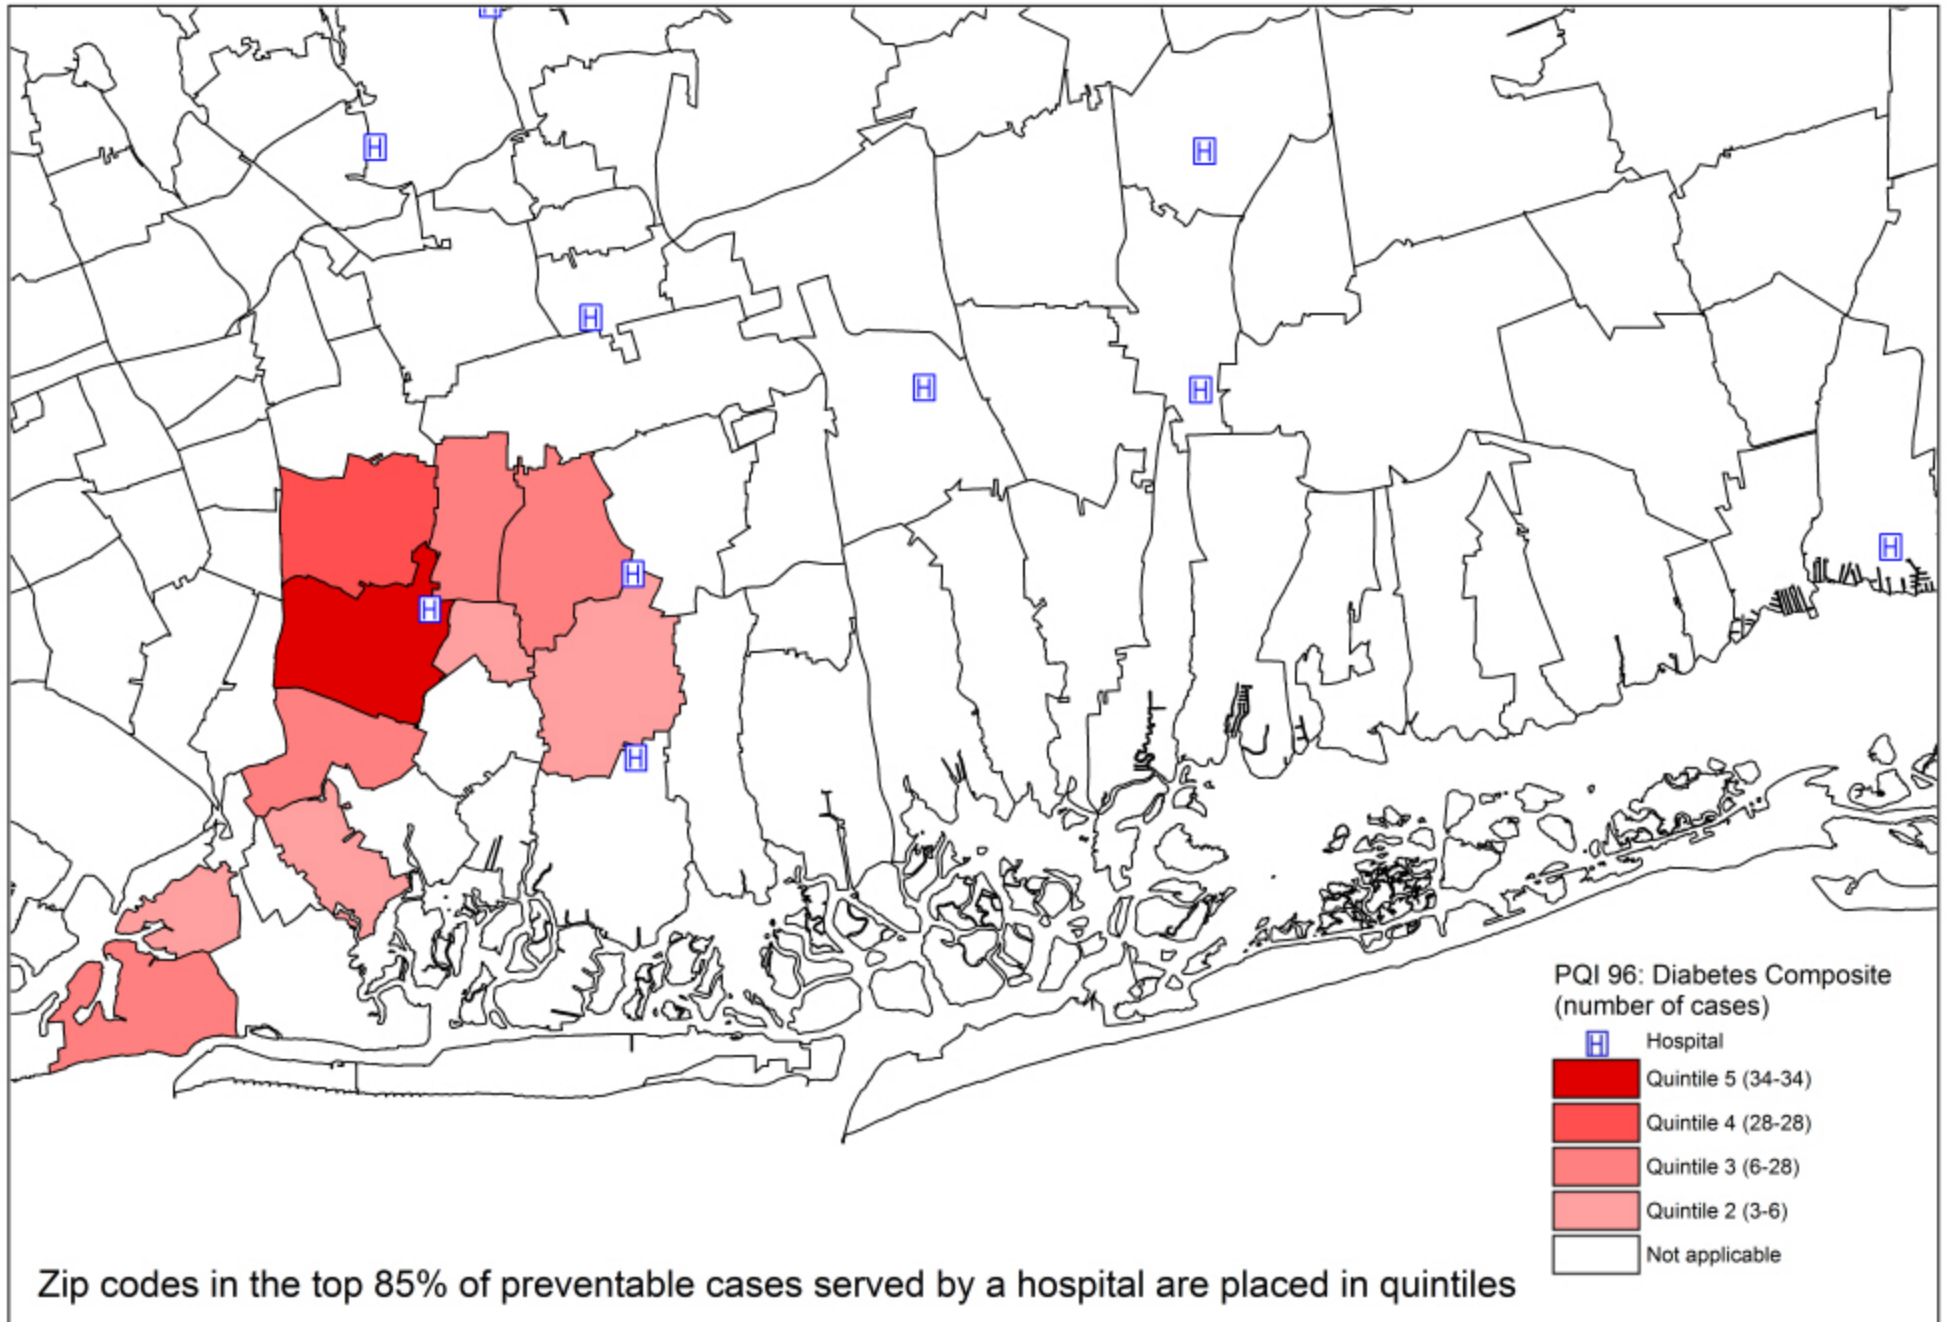 H
H
H
H
H
H
H
H
H
H
PQI 96: Diabetes Composite
(number of cases)
H Hospital
Quintile 5 (34-34)
Quintile 4 (28-28)
Quintile 3 (6-28)
Quintile 2 (3-6)
Not applicable
Zip codes in the top 85% of preventable cases served by a hospital are placed in quintiles